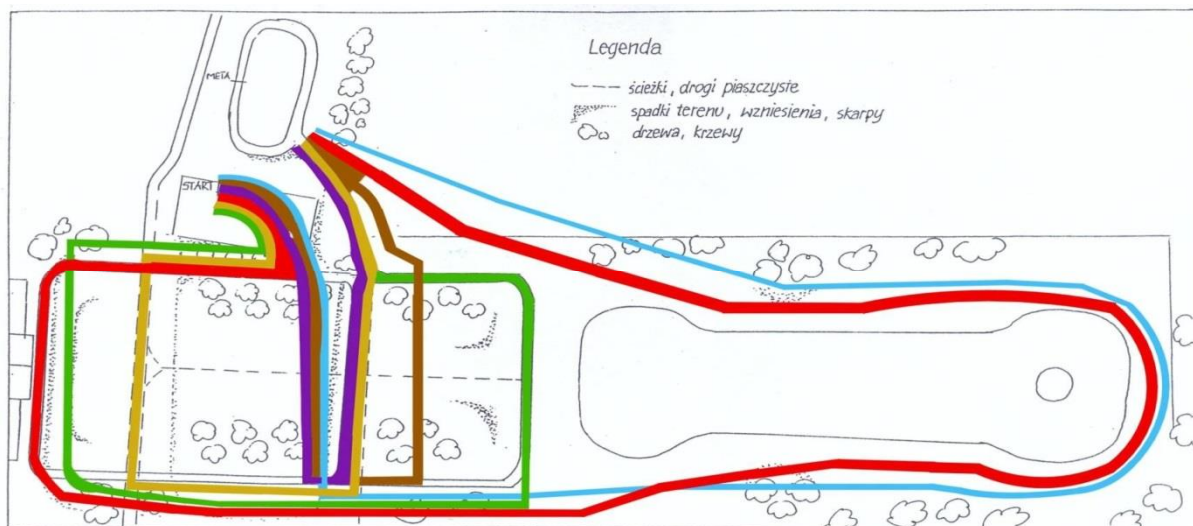 Legenda
ścieżki, drogi piaszczyste
spadki terenu, wzniesienia, skarpy
drzewa, krzewy
META
START